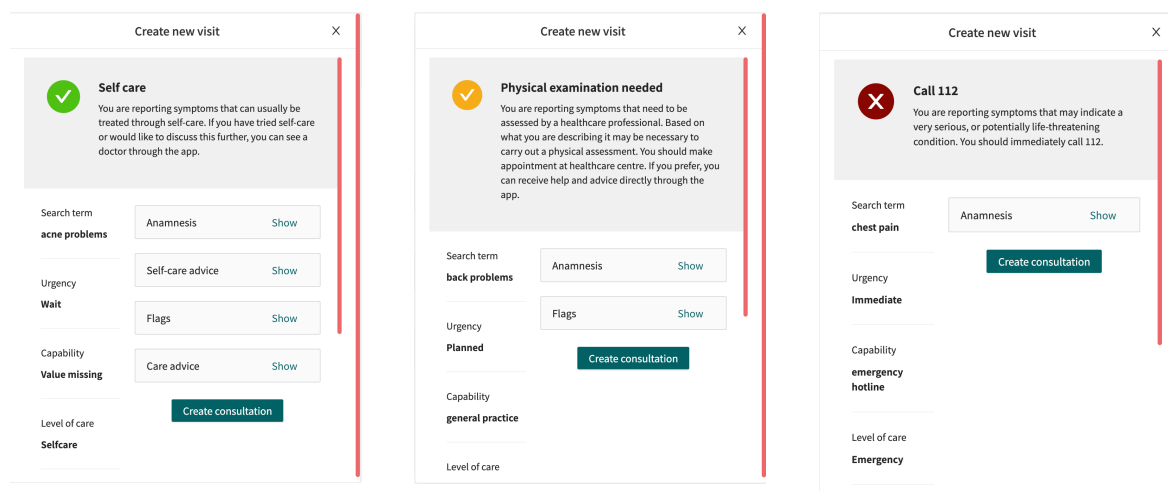 Create new visit X
Self care
You are reporting symptoms that can usually be
treated through self-care. If you have tried self-care
or would like to discuss this further, you can see a
doctor through the app.
Search term
acne problems
Urgency
Wait
Capability
Value missing
Level of care
Selfcare
Anamnesis Show
Self-care advice Show
Flags Show
Care advice Show
Create consultation
Create new visit X
Physical examination needed
You are reporting symptoms that need to be
assessed by a healthcare professional. Based on
what you are describing it may be necessary to
carry out a physical assessment. You should make
appointment at healthcare centre. If you prefer, you
can receive help and advice directly through the
app.
Search term
back problems
Urgency
Planned
Capability
general practice
Level of care
Anamnesis Show
Flags Show
Create consultation
Create new visit X
X
Call 112
You are reporting symptoms that may indicate a
very serious, or potentially life-threatening
condition. You should immediately call 112.
Search term
chest pain
Urgency
Immediate
Capability
emergency
hotline
Level of care
Emergency
Anamnesis Show
Create consultation